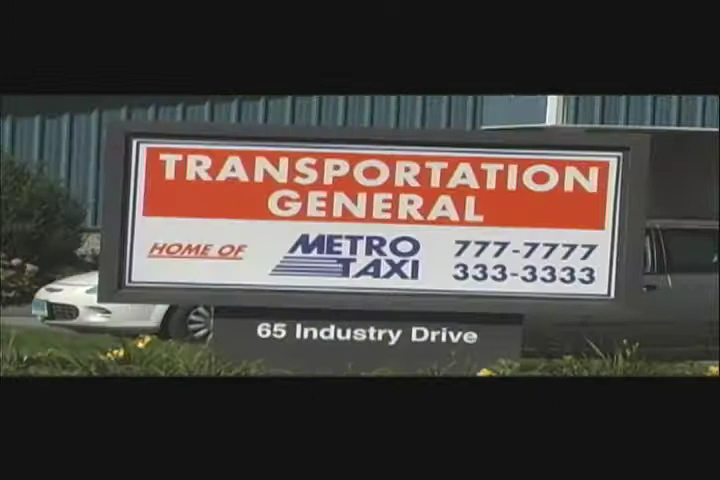 TRANSPORTATION
GENERAL
HOME OF
METRO
TAXI
777-7777
333-3333
65 Industry Drive